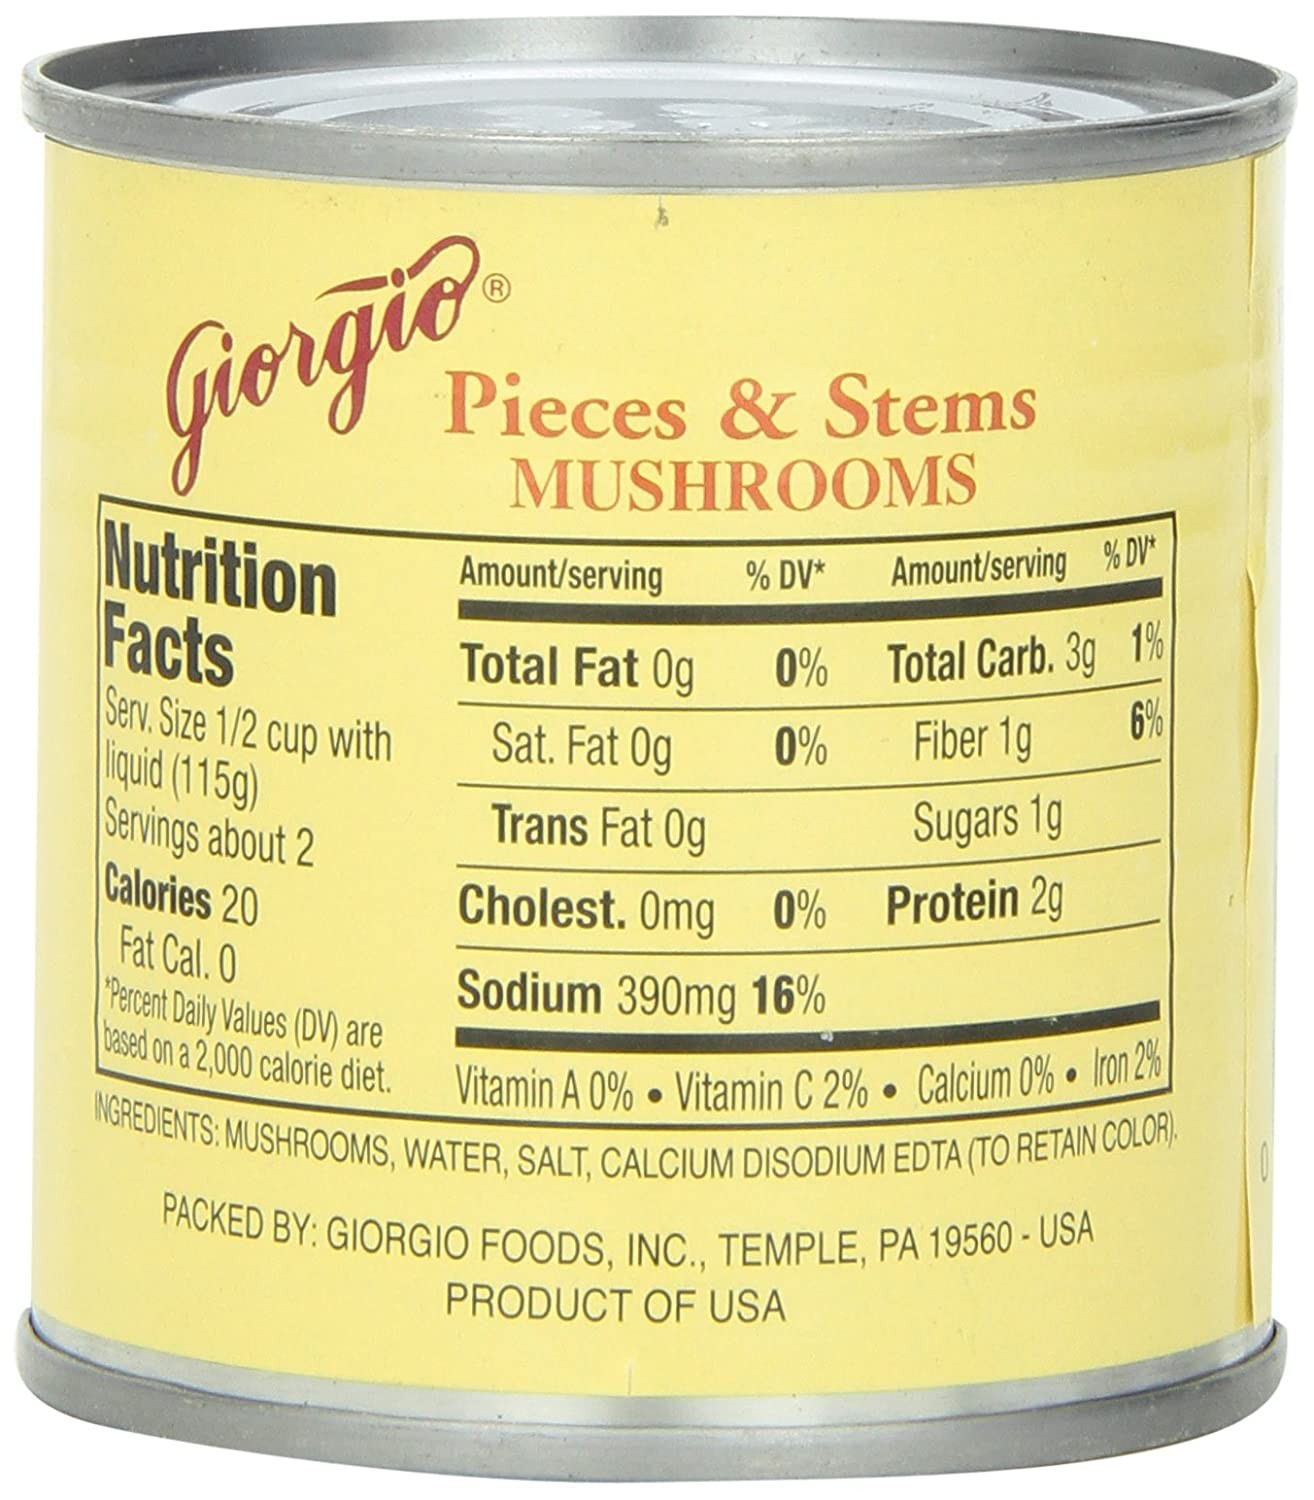 Giorgio®
Pieces & Stems
MUSHROOMS
Nutrition
Facts
Serv. Size 1/2 cup with
liquid (115g)
Servings about 2
Calories 20
Fat Cal. 0
*Percent Daily Values (DV) are
based on a 2,000 calorie diet.
Amount/serving % DV* Amount/serving % DV*
Total Fat 0g 0% Total Carb. 3g 1%
Sat. Fat 0g 0% Fiber 1g 6%
Trans Fat 0g Sugars 1g
Cholest. 0mg 0% Protein 2g
Sodium 390mg 16%
Vitamin A 0% • Vitamin C 2% • Calcium 0% • Iron 2%
INGREDIENTS: MUSHROOMS, WATER, SALT, CALCIUM DISODIUM EDTA (TO RETAIN COLOR).
PACKED BY: GIORGIO FOODS, INC., TEMPLE, PA 19560 - USA
PRODUCT OF USA